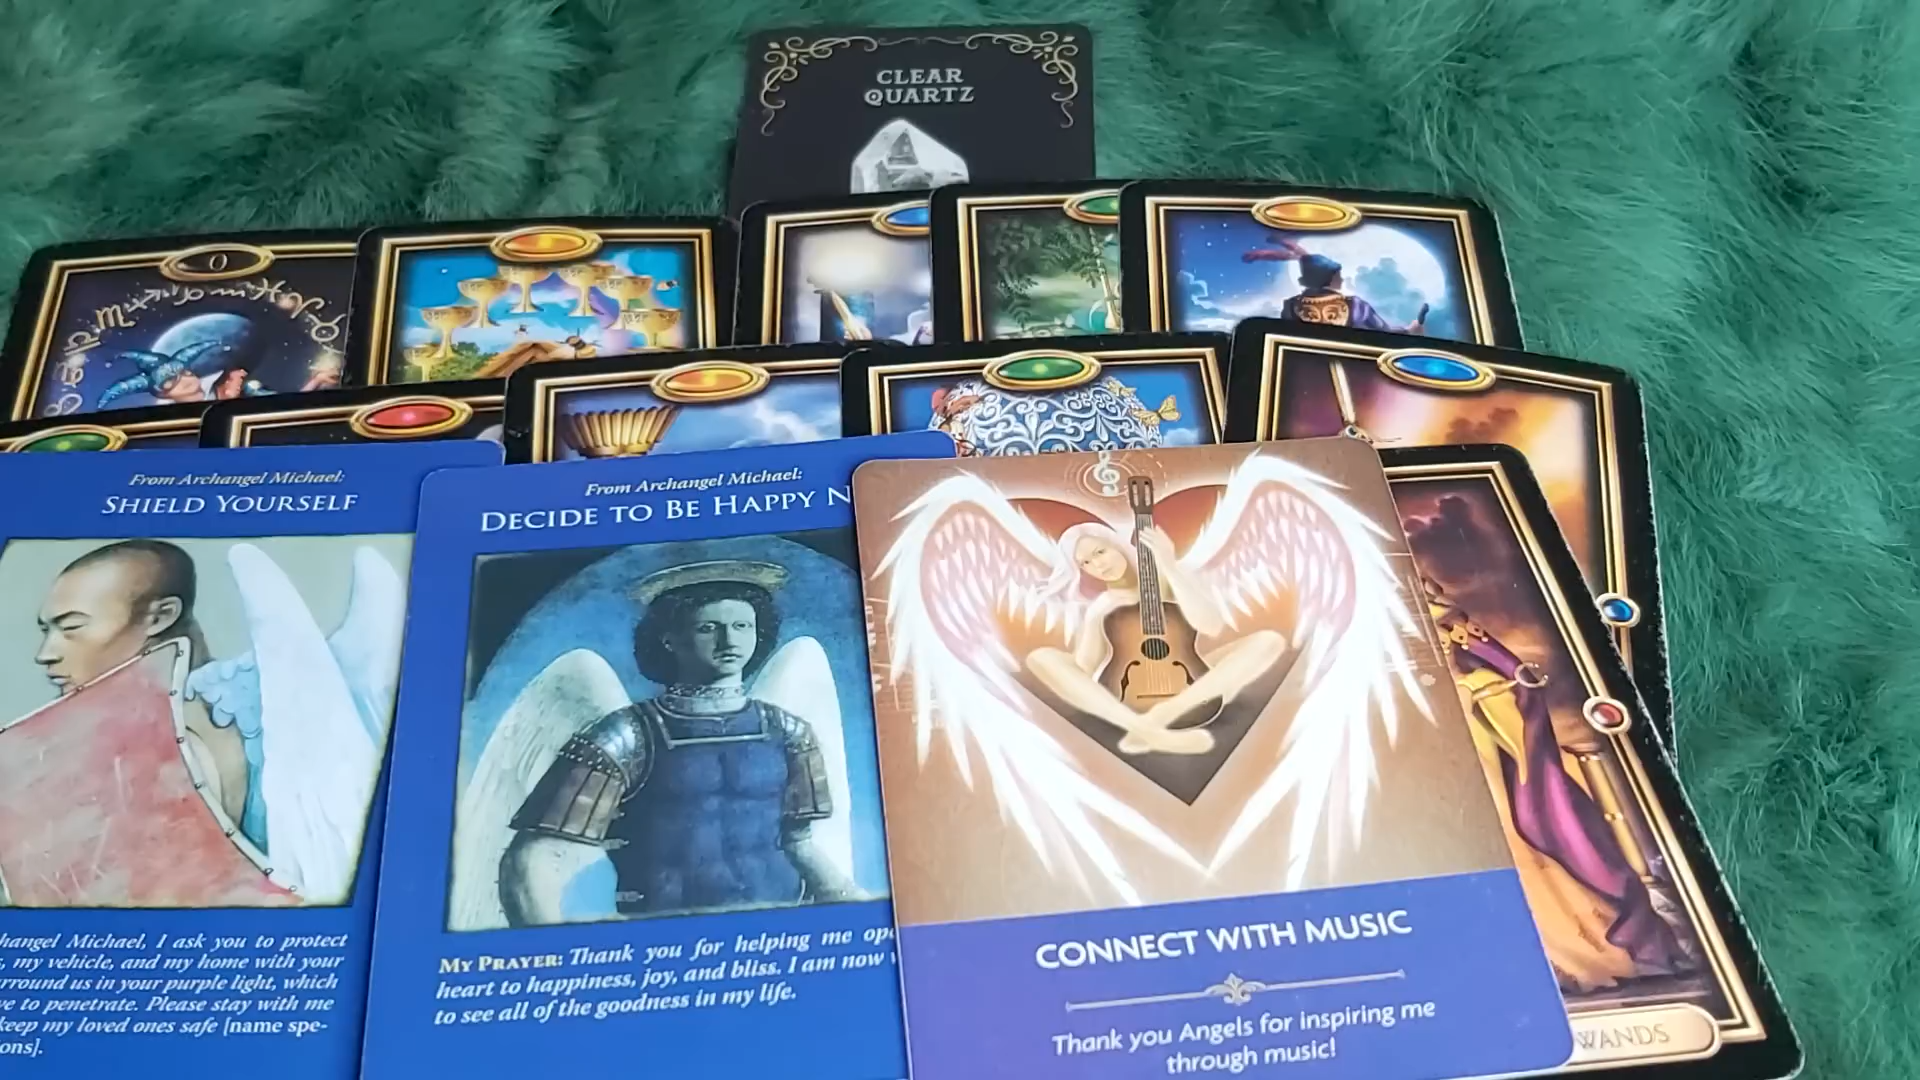 CLEAR
QUARTZ
0
From Archangel Michael:
SHIELD YOURSELF
From Archangel Michael:
DECIDE TO BE HAPPY N
hangel Michael, I ask you to protect
, my vehicle, and my home with your
rround us in your purple light, which
ve to penetrate. Please stay with me
keep my loved ones safe [name spe-
ons].
MY PRAYER: Thank you for helping me ope
heart to happiness, joy, and bliss. I am now
to see all of the goodness in my life.
CONNECT WITH MUSIC
Thank you Angels for inspiring me
through music!
WANDS